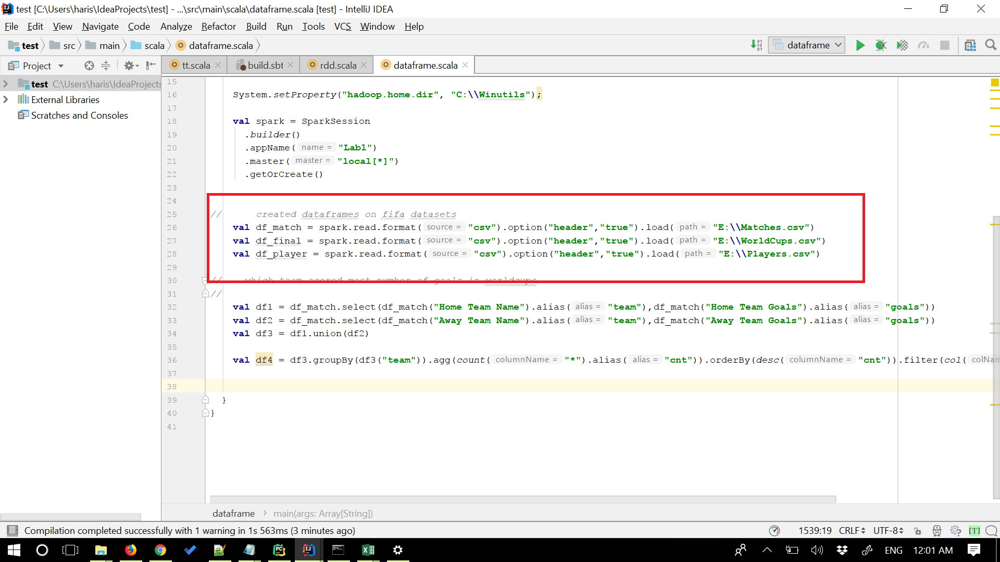 test [C:\Users\haris\IdeaProjects\test] - ...\src\main\scala\dataframe.scala [test] - IntelliJ IDEA
File Edit View Navigate Code Analyze Refactor Build Run Tools VCS Window Help
test src main scala dataframe.scala dataframe
Project tt.scala build.sbt rdd.scala dataframe.scala
test C:\Users\haris\IdeaProjects
External Libraries
Scratches and Consoles
15
16 System.setProperty("hadoop.home.dir", "C:\\Winutils");
17
18 val spark = SparkSession
19 .builder()
20 .appName( name = "Lab1")
21 .master( master = "local[*]")
22 .getOrCreate()
23
24
25 // created dataframes on fifa datasets
26 val df_match = spark.read.format( source = "csv").option("header","true").load( path = "E:\\Matches.csv")
27 val df_final = spark.read.format( source = "csv").option("header","true").load( path = "E:\\WorldCups.csv")
28 val df_player = spark.read.format( source = "csv").option("header","true").load( path = "E:\\Players.csv")
29
30 // which team scored most number of goals in worldcups
31 //
32 val df1 = df_match.select(df_match("Home Team Name").alias( alias = "team"),df_match("Home Team Goals").alias( alias = "goals"))
33 val df2 = df_match.select(df_match("Away Team Name").alias( alias = "team"),df_match("Away Team Goals").alias( alias = "goals"))
34 val df3 = df1.union(df2)
35
36 val df4 = df3.groupBy(df3("team")).agg(count( columnName = "*").alias( alias = "cnt")).orderBy(desc( columnName = "cnt")).filter(col( colNam
37
38
39 }
40 }
41
dataframe › main(args: Array[String])
Compilation completed successfully with 1 warning in 1s 563ms (3 minutes ago) 1539:19 CRLF UTF-8 [T]
ENG 12:01 AM